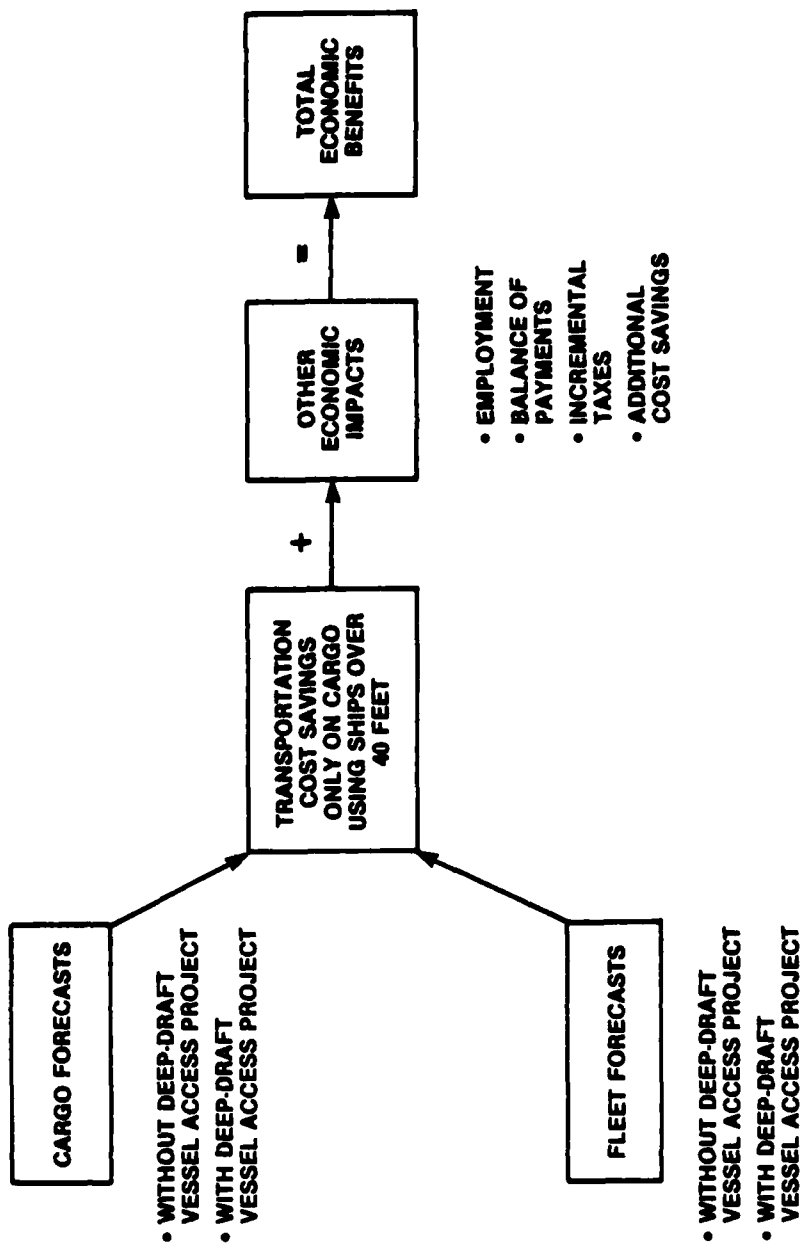 CARGO FORECASTS
• WITHOUT DEEP-DRAFT
VESSEL ACCESS PROJECT
• WITH DEEP-DRAFT
VESSEL ACCESS PROJECT
FLEET FORECASTS
• WITHOUT DEEP-DRAFT
VESSEL ACCESS PROJECT
• WITH DEEP-DRAFT
VESSEL ACCESS PROJECT
TRANSPORTATION
COST SAVINGS
ONLY ON CARGO
USING SHIPS OVER
40 FEET
+
OTHER
ECONOMIC
IMPACTS
• EMPLOYMENT
• BALANCE OF
PAYMENTS
• INCREMENTAL
TAXES
• ADDITIONAL
COST SAVINGS
=
TOTAL
ECONOMIC
BENEFITS